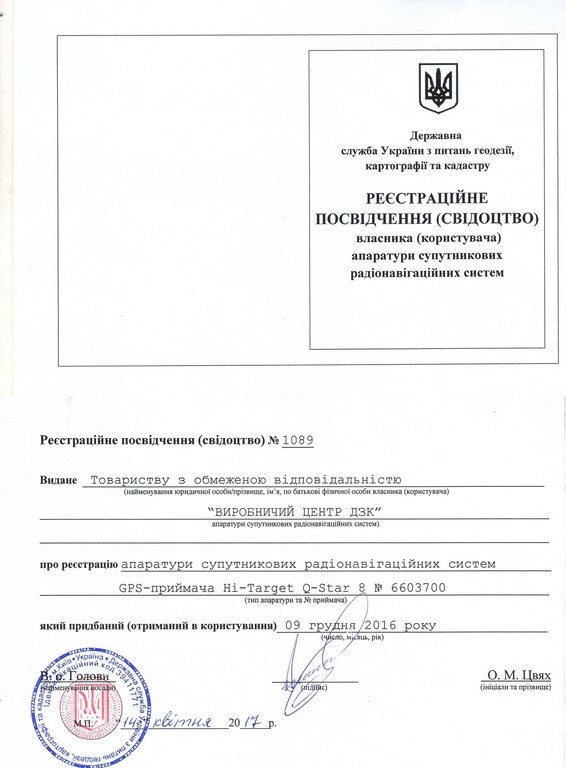 Державна
служба України з питань геодезії,
картографії та кадастру
РЕЄСТРАЦІЙНЕ
ПОСВІДЧЕННЯ (СВІДОЦТВО)
власника (користувача)
апаратури супутникових
радіонавігаційних систем
Реєстраційне посвідчення (свідоцтво) № 1089
Видане Товариству з обмеженою відповідальністю
(найменування юридичної особи/прізвище, ім’я, по батькові фізичної особи власника (користувача)
“ВИРОБНИЧИЙ ЦЕНТР ДЗК”
апаратури супутникових радіонавігаційних систем)
про реєстрацію апаратури супутникових радіонавігаційних систем
GPS-приймача Hi-Target Q-Star 8 № 6603700
(тип апаратури та № приймача)
який придбаний (отриманий в користування) 09 грудня 2016 року
(число, місяць, рік)
В. о. Голови О. М. Цвях
(найменування посади) (підпис) (ініціали та прізвище)
М.П. “14” квітня 2017 р.
м.Київ * Україна * Державна служба України з питань геодезії, картографії та кадастру
Ідентифікаційний код 39411771